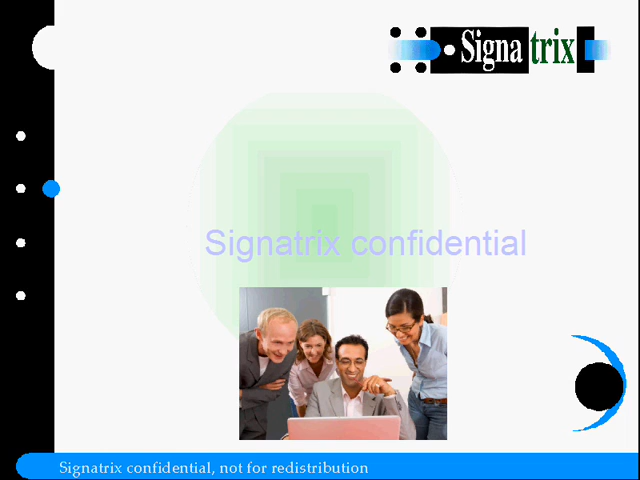 Signatrix
Signatrix confidential
Signatrix confidential, not for redistribution